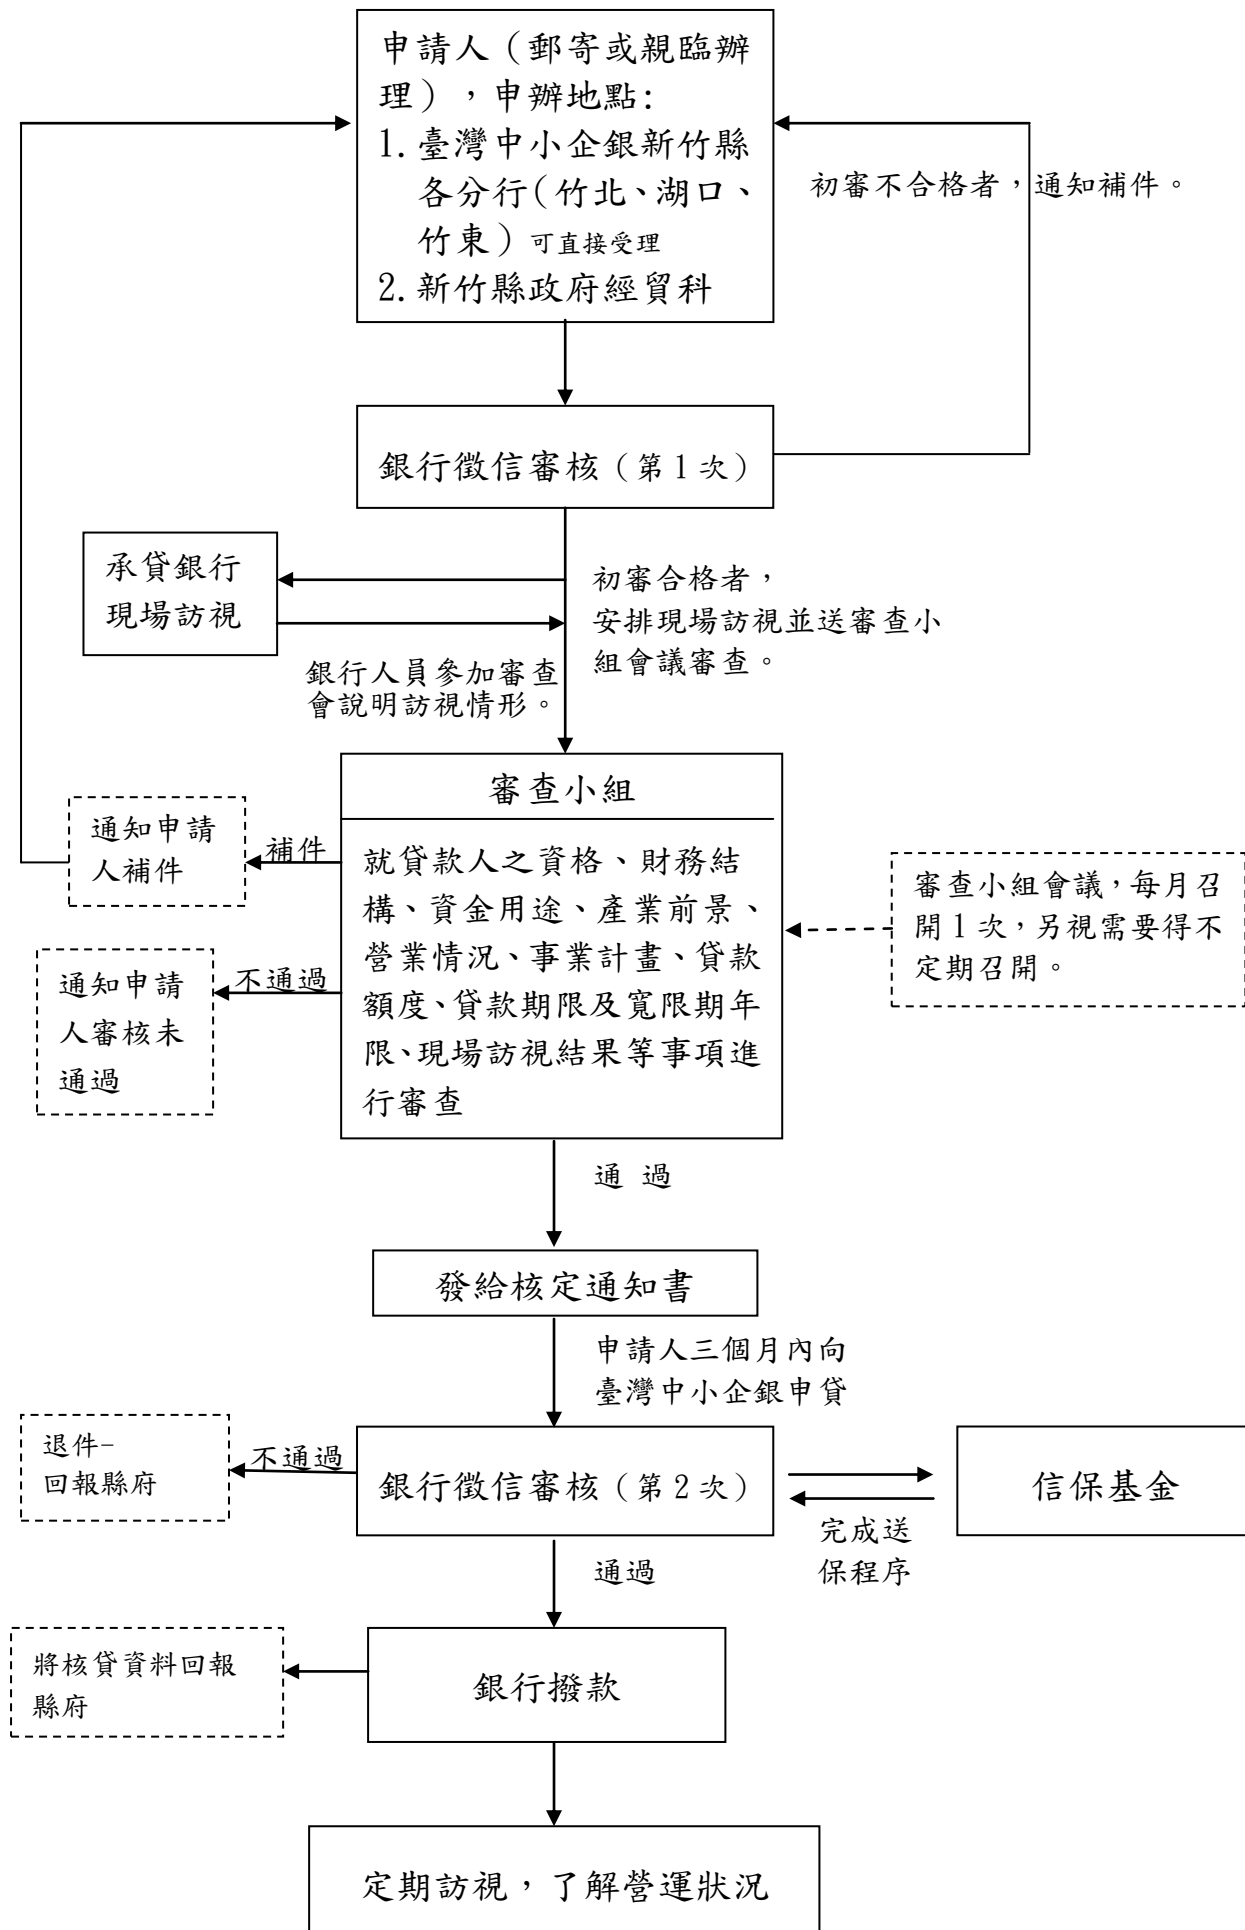 申請人（郵寄或親臨辦
理），申辦地點:
1.臺灣中小企銀新竹縣
各分行(竹北、湖口、
竹東)可直接受理
2.新竹縣政府經貿科
初審不合格者，通知補件。
銀行徵信審核（第1次）
承貸銀行
現場訪視
初審合格者，
安排現場訪視並送審查小
組會議審查。
銀行人員參加審查
會說明訪視情形。
審查小組
就貸款人之資格、財務結
構、資金用途、產業前景、
營業情況、事業計畫、貸款
額度、貸款期限及寬限期年
限、現場訪視結果等事項進
行審查
補件
通知申請
人補件
不通過
通知申請
人審核未
通過
審查小組會議，每月召
開1次，另視需要得不
定期召開。
通 過
發給核定通知書
申請人三個月內向
臺灣中小企銀申貸
不通過
退件-
回報縣府
銀行徵信審核（第2次）
信保基金
完成送
保程序
通過
將核貸資料回報
縣府
銀行撥款
定期訪視，了解營運狀況